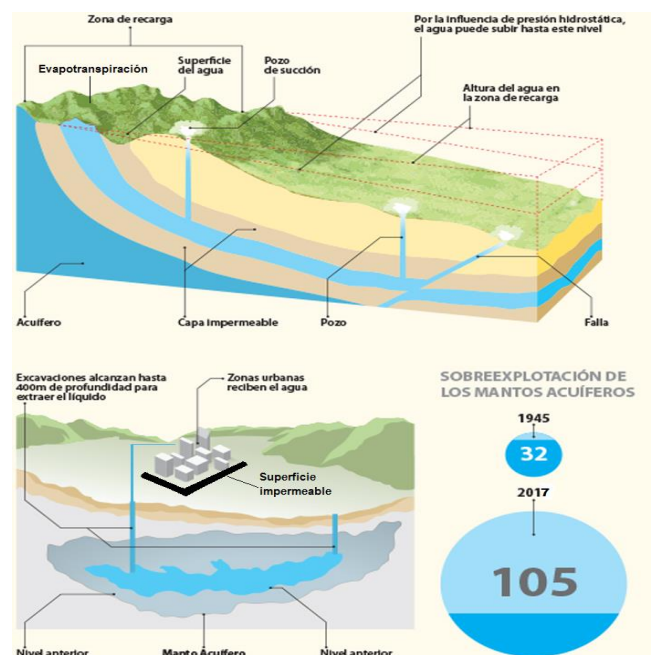 Zona de recarga
Por la influencia de presión hidrostática,
el agua puede subir hasta este nivel
Evapotranspiración
Superficie
del agua
Pozo
de succión
Altura del agua en
la zona de recarga
Acuífero
Capa impermeable
Pozo
Falla
Excavaciones alcanzan hasta
400m de profundidad para
extraer el líquido
Zonas urbanas
reciben el agua
Superficie
impermeable
Nivel anterior
Manto Acuífero
Nivel anterior
SOBREEXPLOTACIÓN DE
LOS MANTOS ACUÍFEROS
1945
32
2017
105